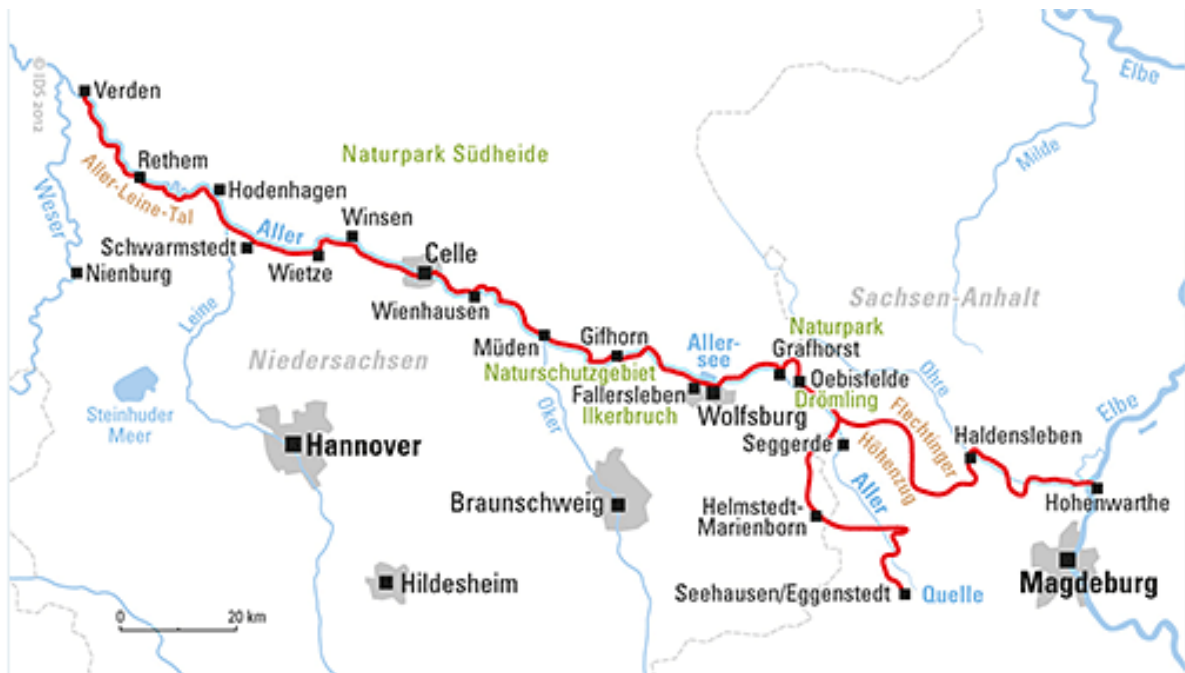 Elbe
© IDS 2012
Verden
Milde
Naturpark Südheide
Rethem
Aller-Leine-Tal
Hodenhagen
Weser
Aller
Winsen
Schwarmstedt
Celle
Nienburg
Wietze
Wienhausen
Leine
Sachsen-Anhalt
Naturpark
Niedersachsen
Müden
Gifhorn
Aller-
see
Grafhorst
Naturschutzgebiet
Oebisfelde
Ohre
Fallersleben
Drömling
Steinhuder
Meer
Oker
Ilkerbruch
Wolfsburg
Flechtinger
Höhenzug
Elbe
Hannover
Seggerde
Haldensleben
Aller
Braunschweig
Helmstedt-
Marienborn
Hohenwarthe
Hildesheim
Seehausen/Eggenstedt
Quelle
Magdeburg
0
20 km